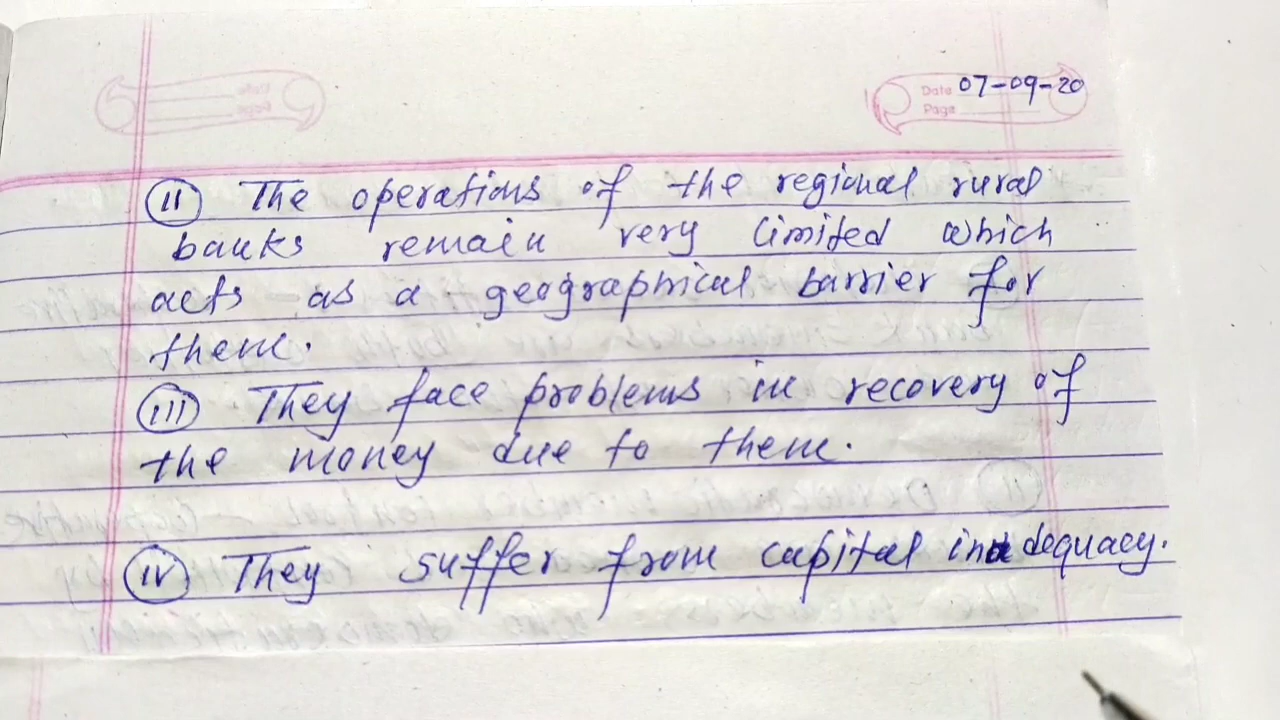 Date 07-09-20
Page
(II) The operations of the regional rural
banks remain very limited which
acts as a geographical barrier for
them.
(III) They face problems in recovery of
the money due to them.
(IV) They suffer from capital inadequacy.